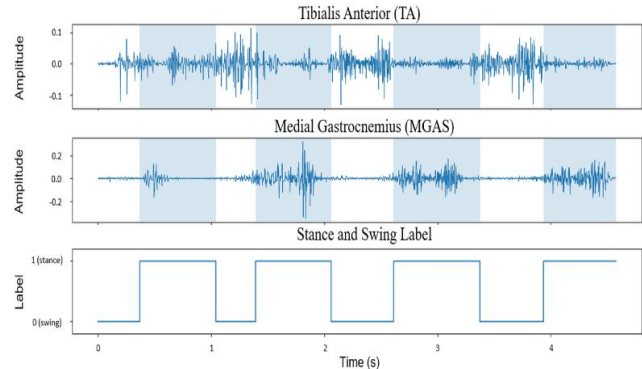 Tibialis Anterior (TA)
Amplitude
0.1
0.0
-0.1
Medial Gastrocnemius (MGAS)
Amplitude
0.2
0.0
-0.2
Stance and Swing Label
Label
1 (stance)
0 (swing)
0 1 2 3 4
Time (s)